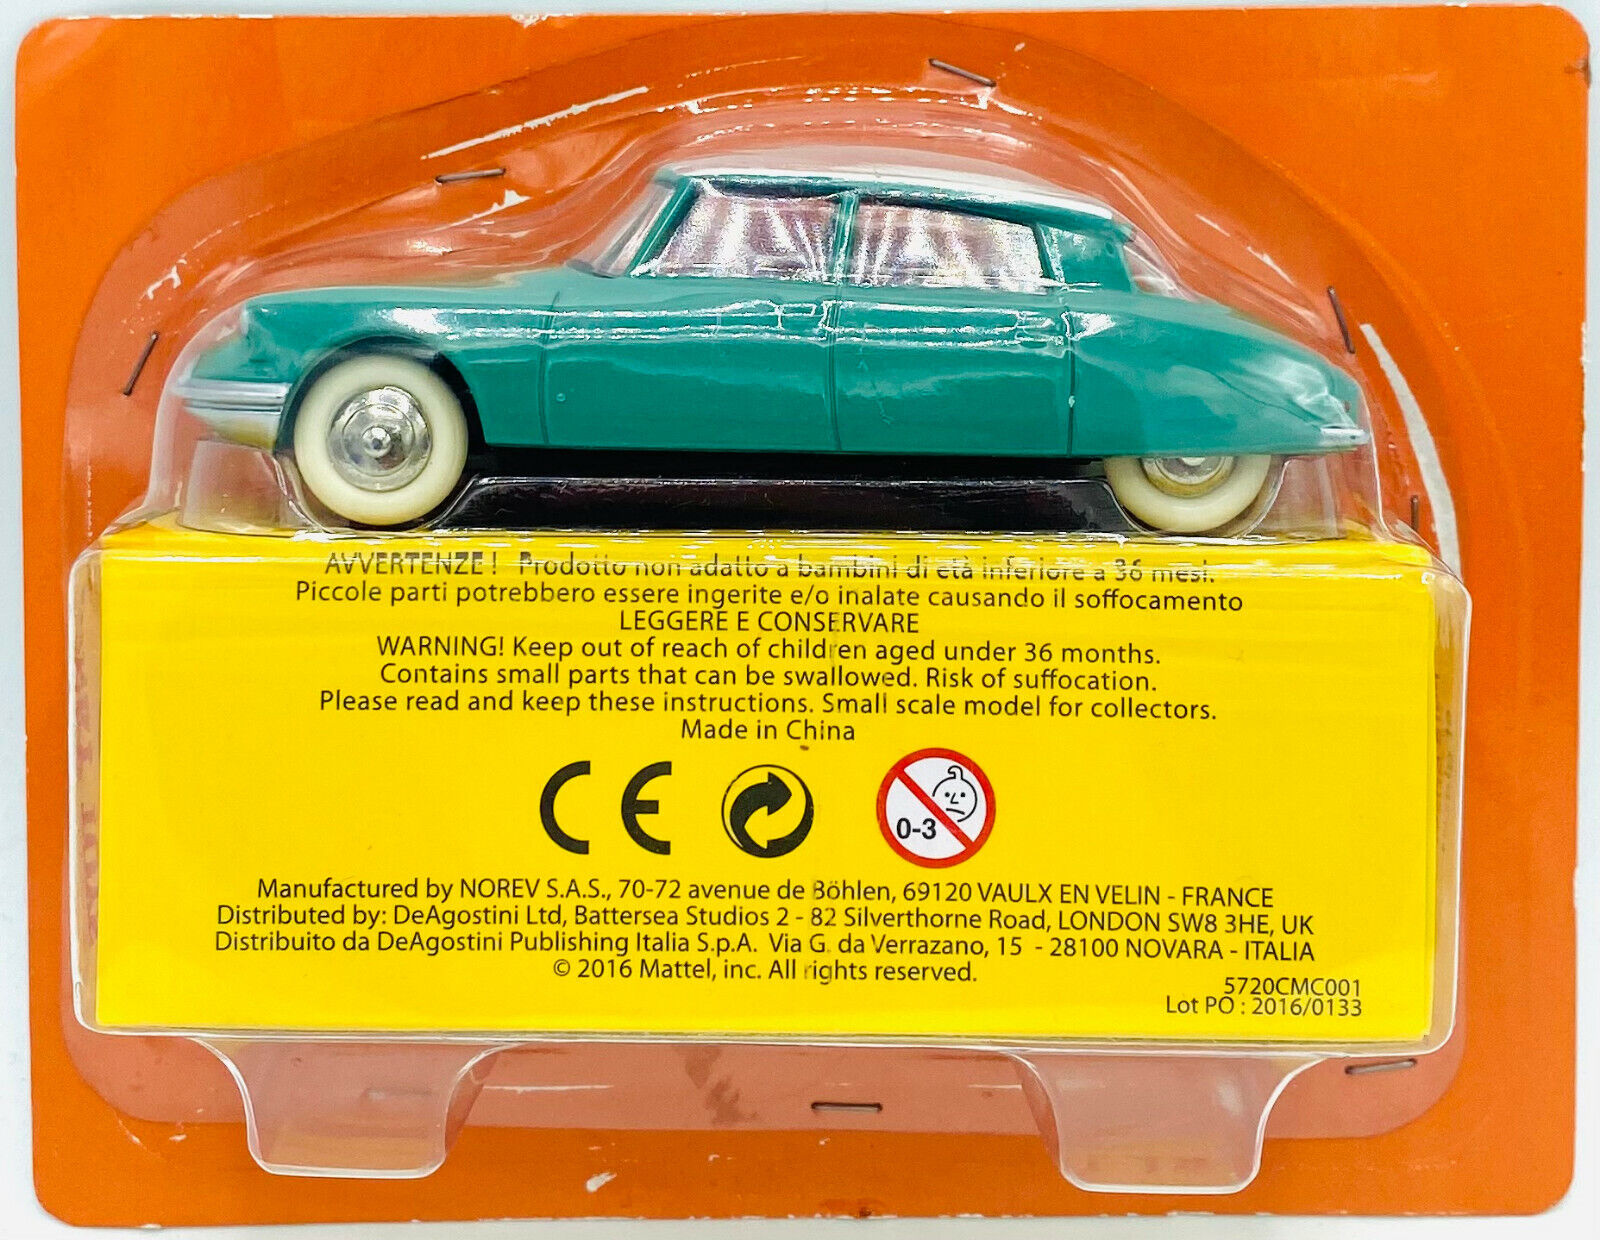 AVVERTENZE ! Prodotto non adatto a bambini di età inferiore a 36 mesi.
Piccole parti potrebbero essere ingerite e/o inalate causando il soffocamento
LEGGERE E CONSERVARE
WARNING! Keep out of reach of children aged under 36 months.
Contains small parts that can be swallowed. Risk of suffocation.
Please read and keep these instructions. Small scale model for collectors.
Made in China
CE
0-3
Manufactured by NOREV S.A.S., 70-72 avenue de Böhlen, 69120 VAULX EN VELIN - FRANCE
Distributed by: DeAgostini Ltd, Battersea Studios 2 - 82 Silverthorne Road, LONDON SW8 3HE, UK
Distribuito da DeAgostini Publishing Italia S.p.A. Via G. da Verrazano, 15 - 28100 NOVARA - ITALIA
© 2016 Mattel, inc. All rights reserved.
5720CMC001
Lot PO : 2016/0133